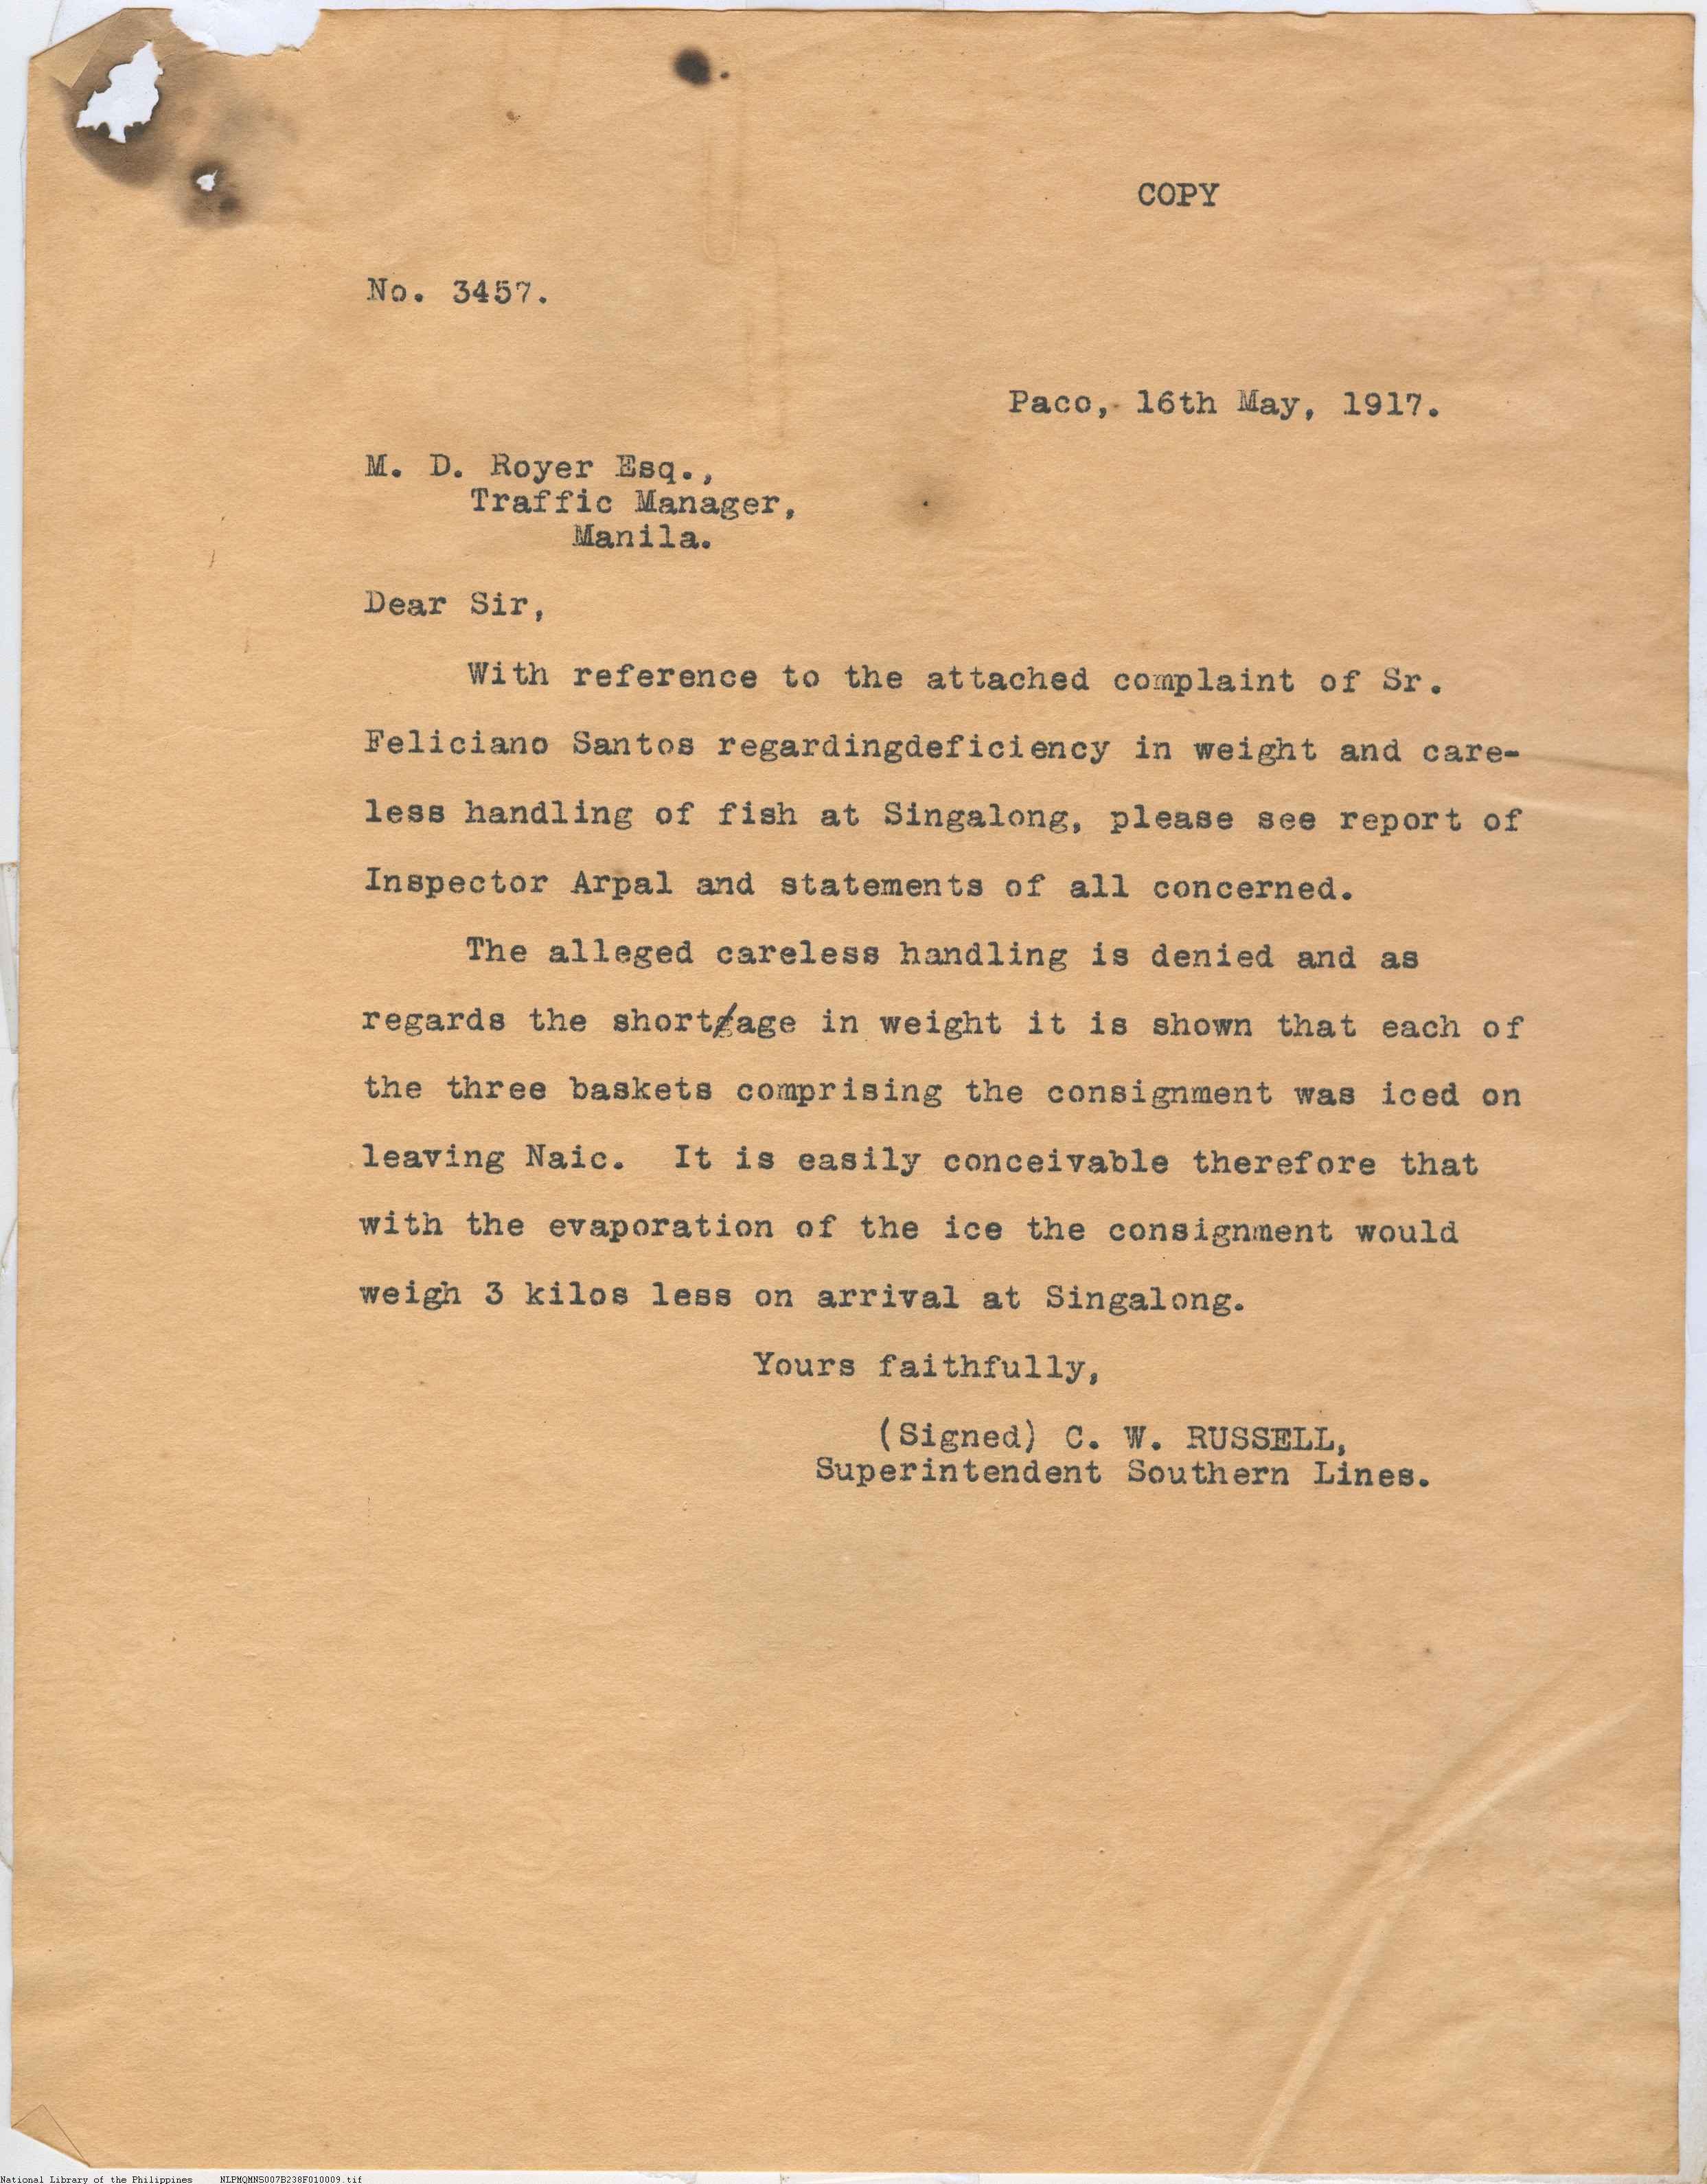 COPY
No. 3457.
Paco, 16th May, 1917.
M. D. Royer Esq.,
Traffic Manager,
Manila.
Dear Sir,
With reference to the attached complaint of Sr.
Feliciano Santos regardingdeficiency in weight and care-
less handling of fish at Singalong, please see report of
Inspector Arpal and statements of all concerned.
The alleged careless handling is denied and as
regards the shortage in weight it is shown that each of
the three baskets comprising the consignment was iced on
leaving Naic. It is easily conceivable therefore that
with the evaporation of the ice the consignment would
weigh 3 kilos less on arrival at Singalong.
Yours faithfully,
(Signed) C. W. RUSSELL,
Superintendent Southern Lines.
National Library of the Philippines NLPMQMNS007B238F010009.tif